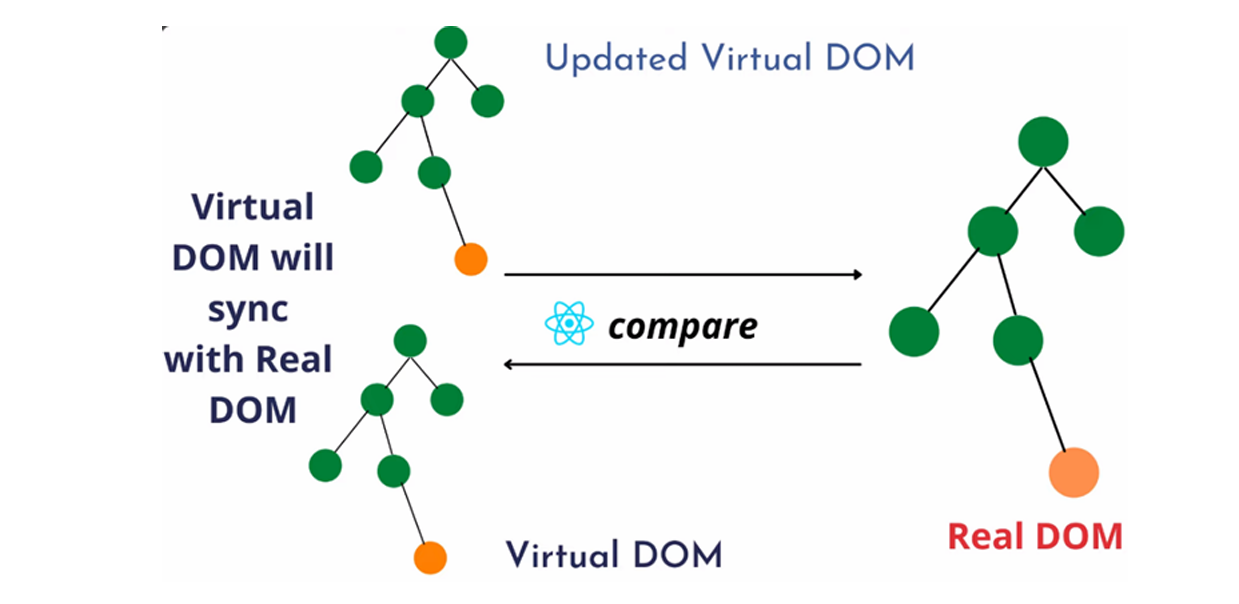 Updated Virtual DOM
Virtual
DOM will
sync
with Real
DOM
compare
Virtual DOM
Real DOM